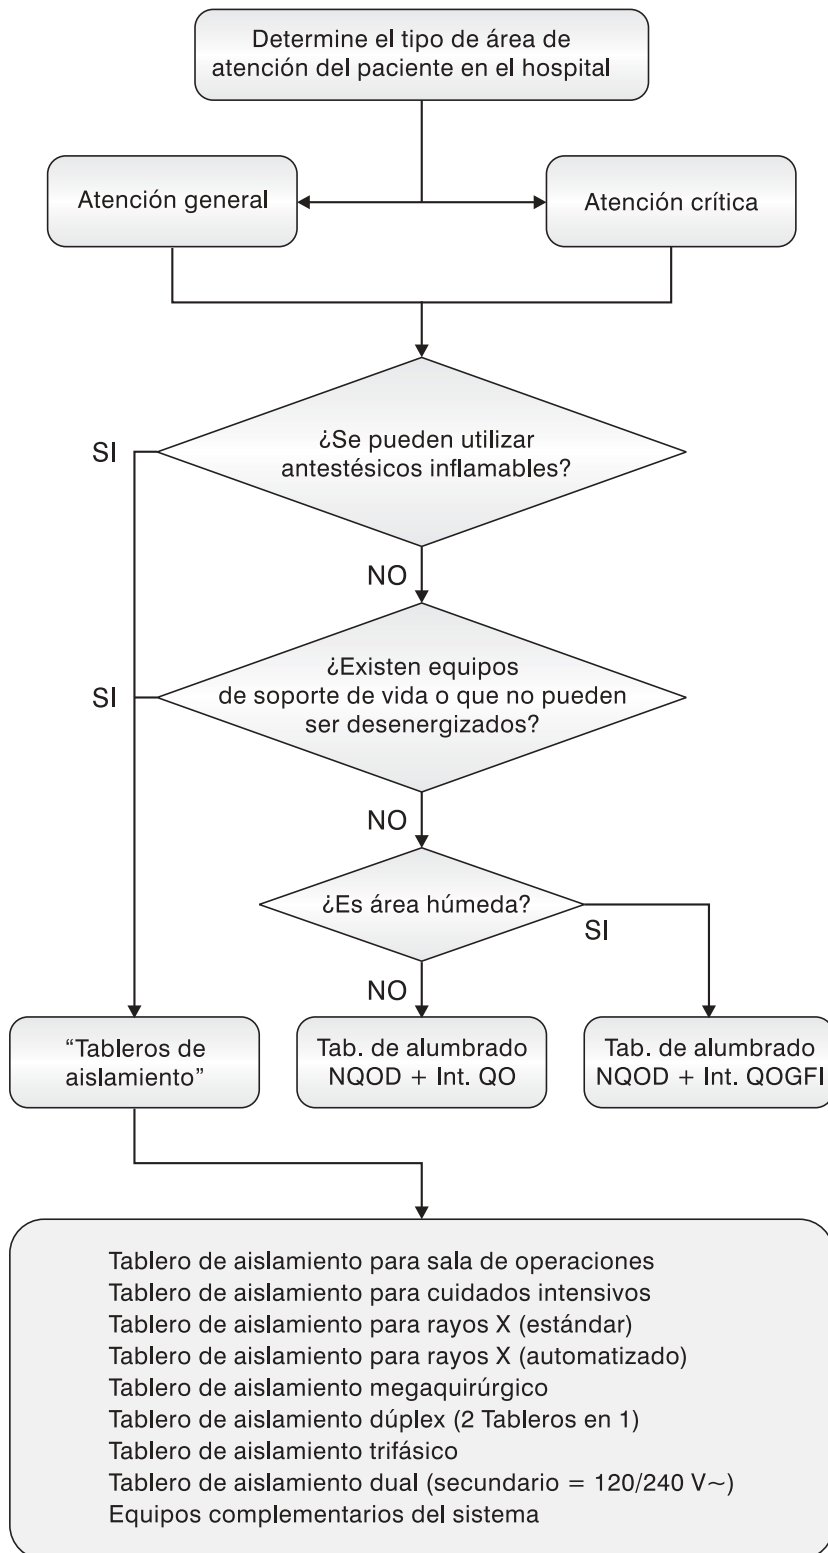 Determine el tipo de área de
atención del paciente en el hospital
Atención general
Atención crítica
¿Se pueden utilizar
antestésicos inflamables?
SI
NO
¿Existen equipos
de soporte de vida o que no pueden
ser desenergizados?
SI
NO
¿Es área húmeda?
SI
NO
“Tableros de
aislamiento”
Tab. de alumbrado
NQOD + Int. QO
Tab. de alumbrado
NQOD + Int. QOGFI
Tablero de aislamiento para sala de operaciones
Tablero de aislamiento para cuidados intensivos
Tablero de aislamiento para rayos X (estándar)
Tablero de aislamiento para rayos X (automatizado)
Tablero de aislamiento megaquirúrgico
Tablero de aislamiento dúplex (2 Tableros en 1)
Tablero de aislamiento trifásico
Tablero de aislamiento dual (secundario = 120/240 V~)
Equipos complementarios del sistema